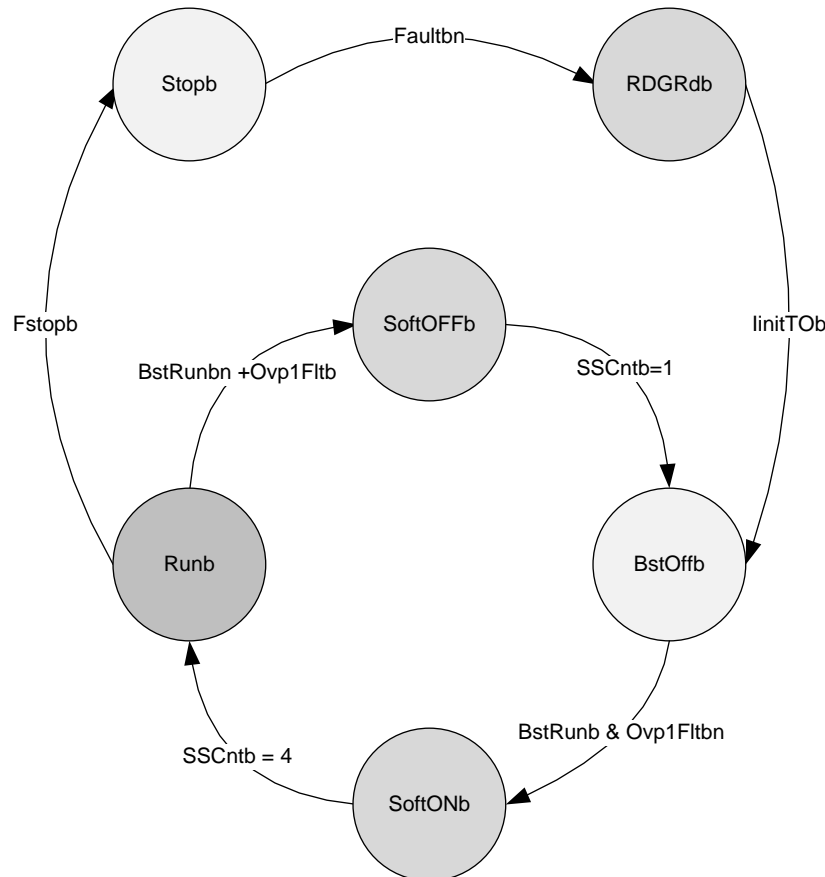 Faultbn
Stopb
RDGRdb
Fstopb
SoftOFFb
IinitTOb
BstRunbn +Ovp1Fltb
SSCntb=1
Runb
BstOffb
BstRunb & Ovp1Fltbn
SSCntb = 4
SoftONb